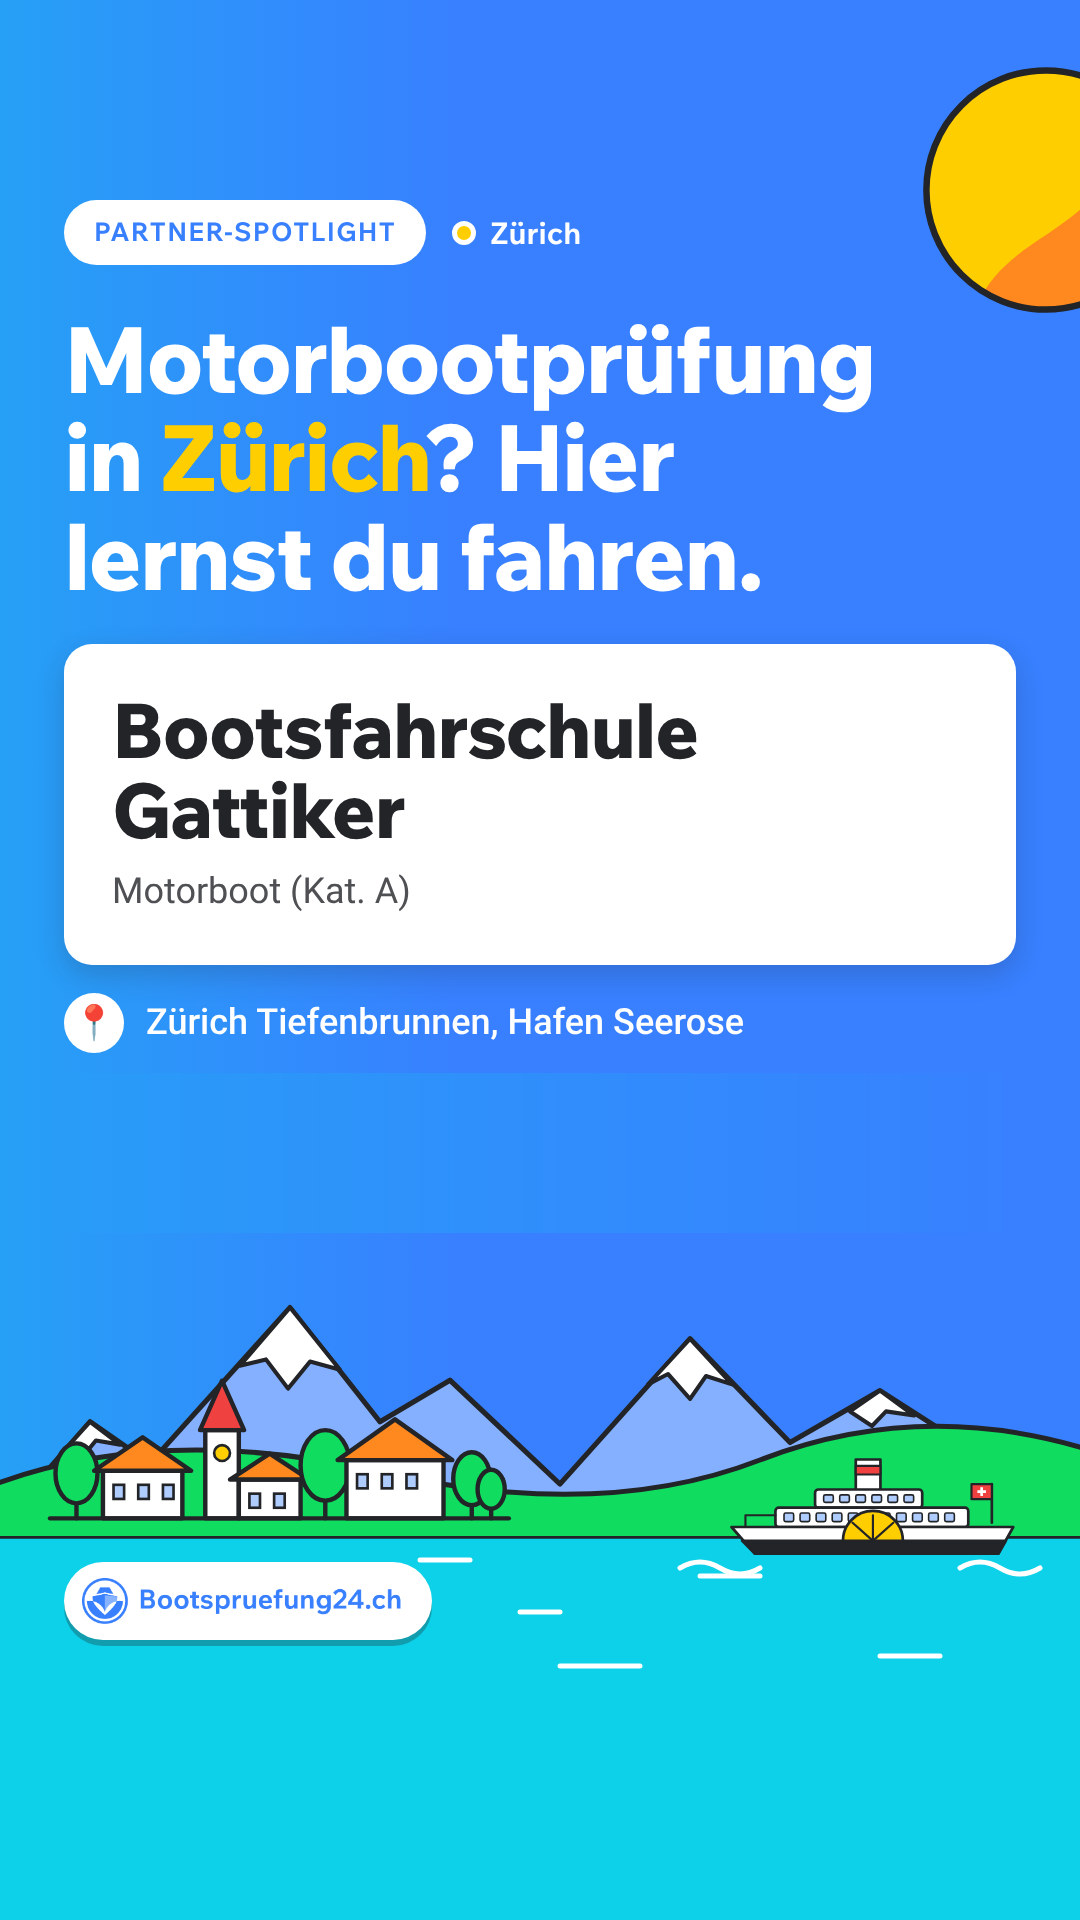 PARTNER-SPOTLIGHT
Zürich
Motorbootprüfung
in Zürich? Hier
lernst du fahren.
Bootsfahrschule
Gattiker
Motorboot (Kat. A)
Zürich Tiefenbrunnen, Hafen Seerose
Bootspruefung24.ch